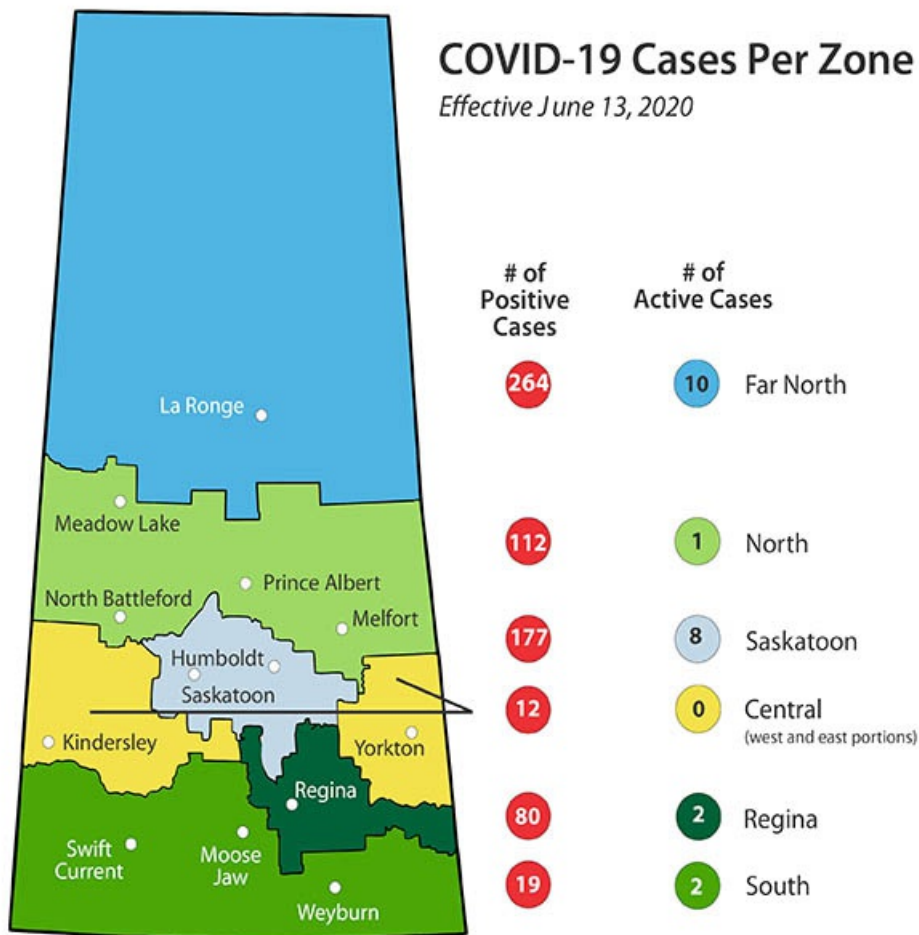 COVID-19 Cases Per Zone
Effective June 13, 2020
# of
Positive
Cases
# of
Active Cases
264
10
Far North
La Ronge
Meadow Lake
112
1
North
Prince Albert
North Battleford
Melfort
177
8
Saskatoon
Humboldt
Saskatoon
12
0
Central
(west and east portions)
Kindersley
Yorkton
Regina
80
2
Regina
Swift
Current
Moose
Jaw
19
2
South
Weyburn